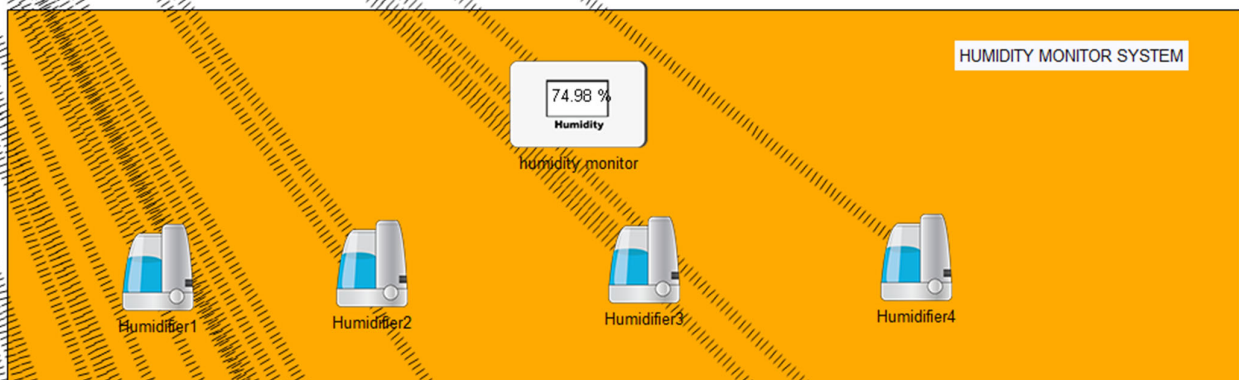 HUMIDITY MONITOR SYSTEM
74.98 %
Humidity
humidity monitor
Humidifier1
Humidifier2
Humidifier3
Humidifier4